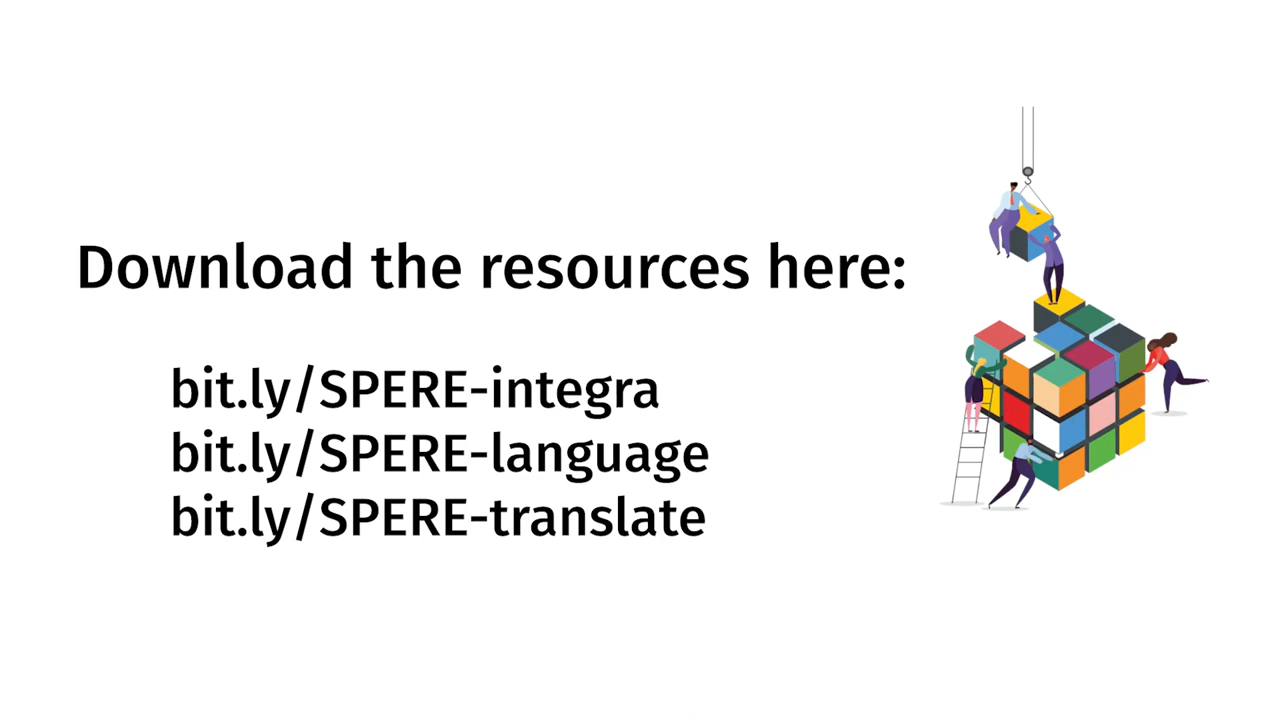 Download the resources here:
bit.ly/SPERE-integra
bit.ly/SPERE-language
bit.ly/SPERE-translate